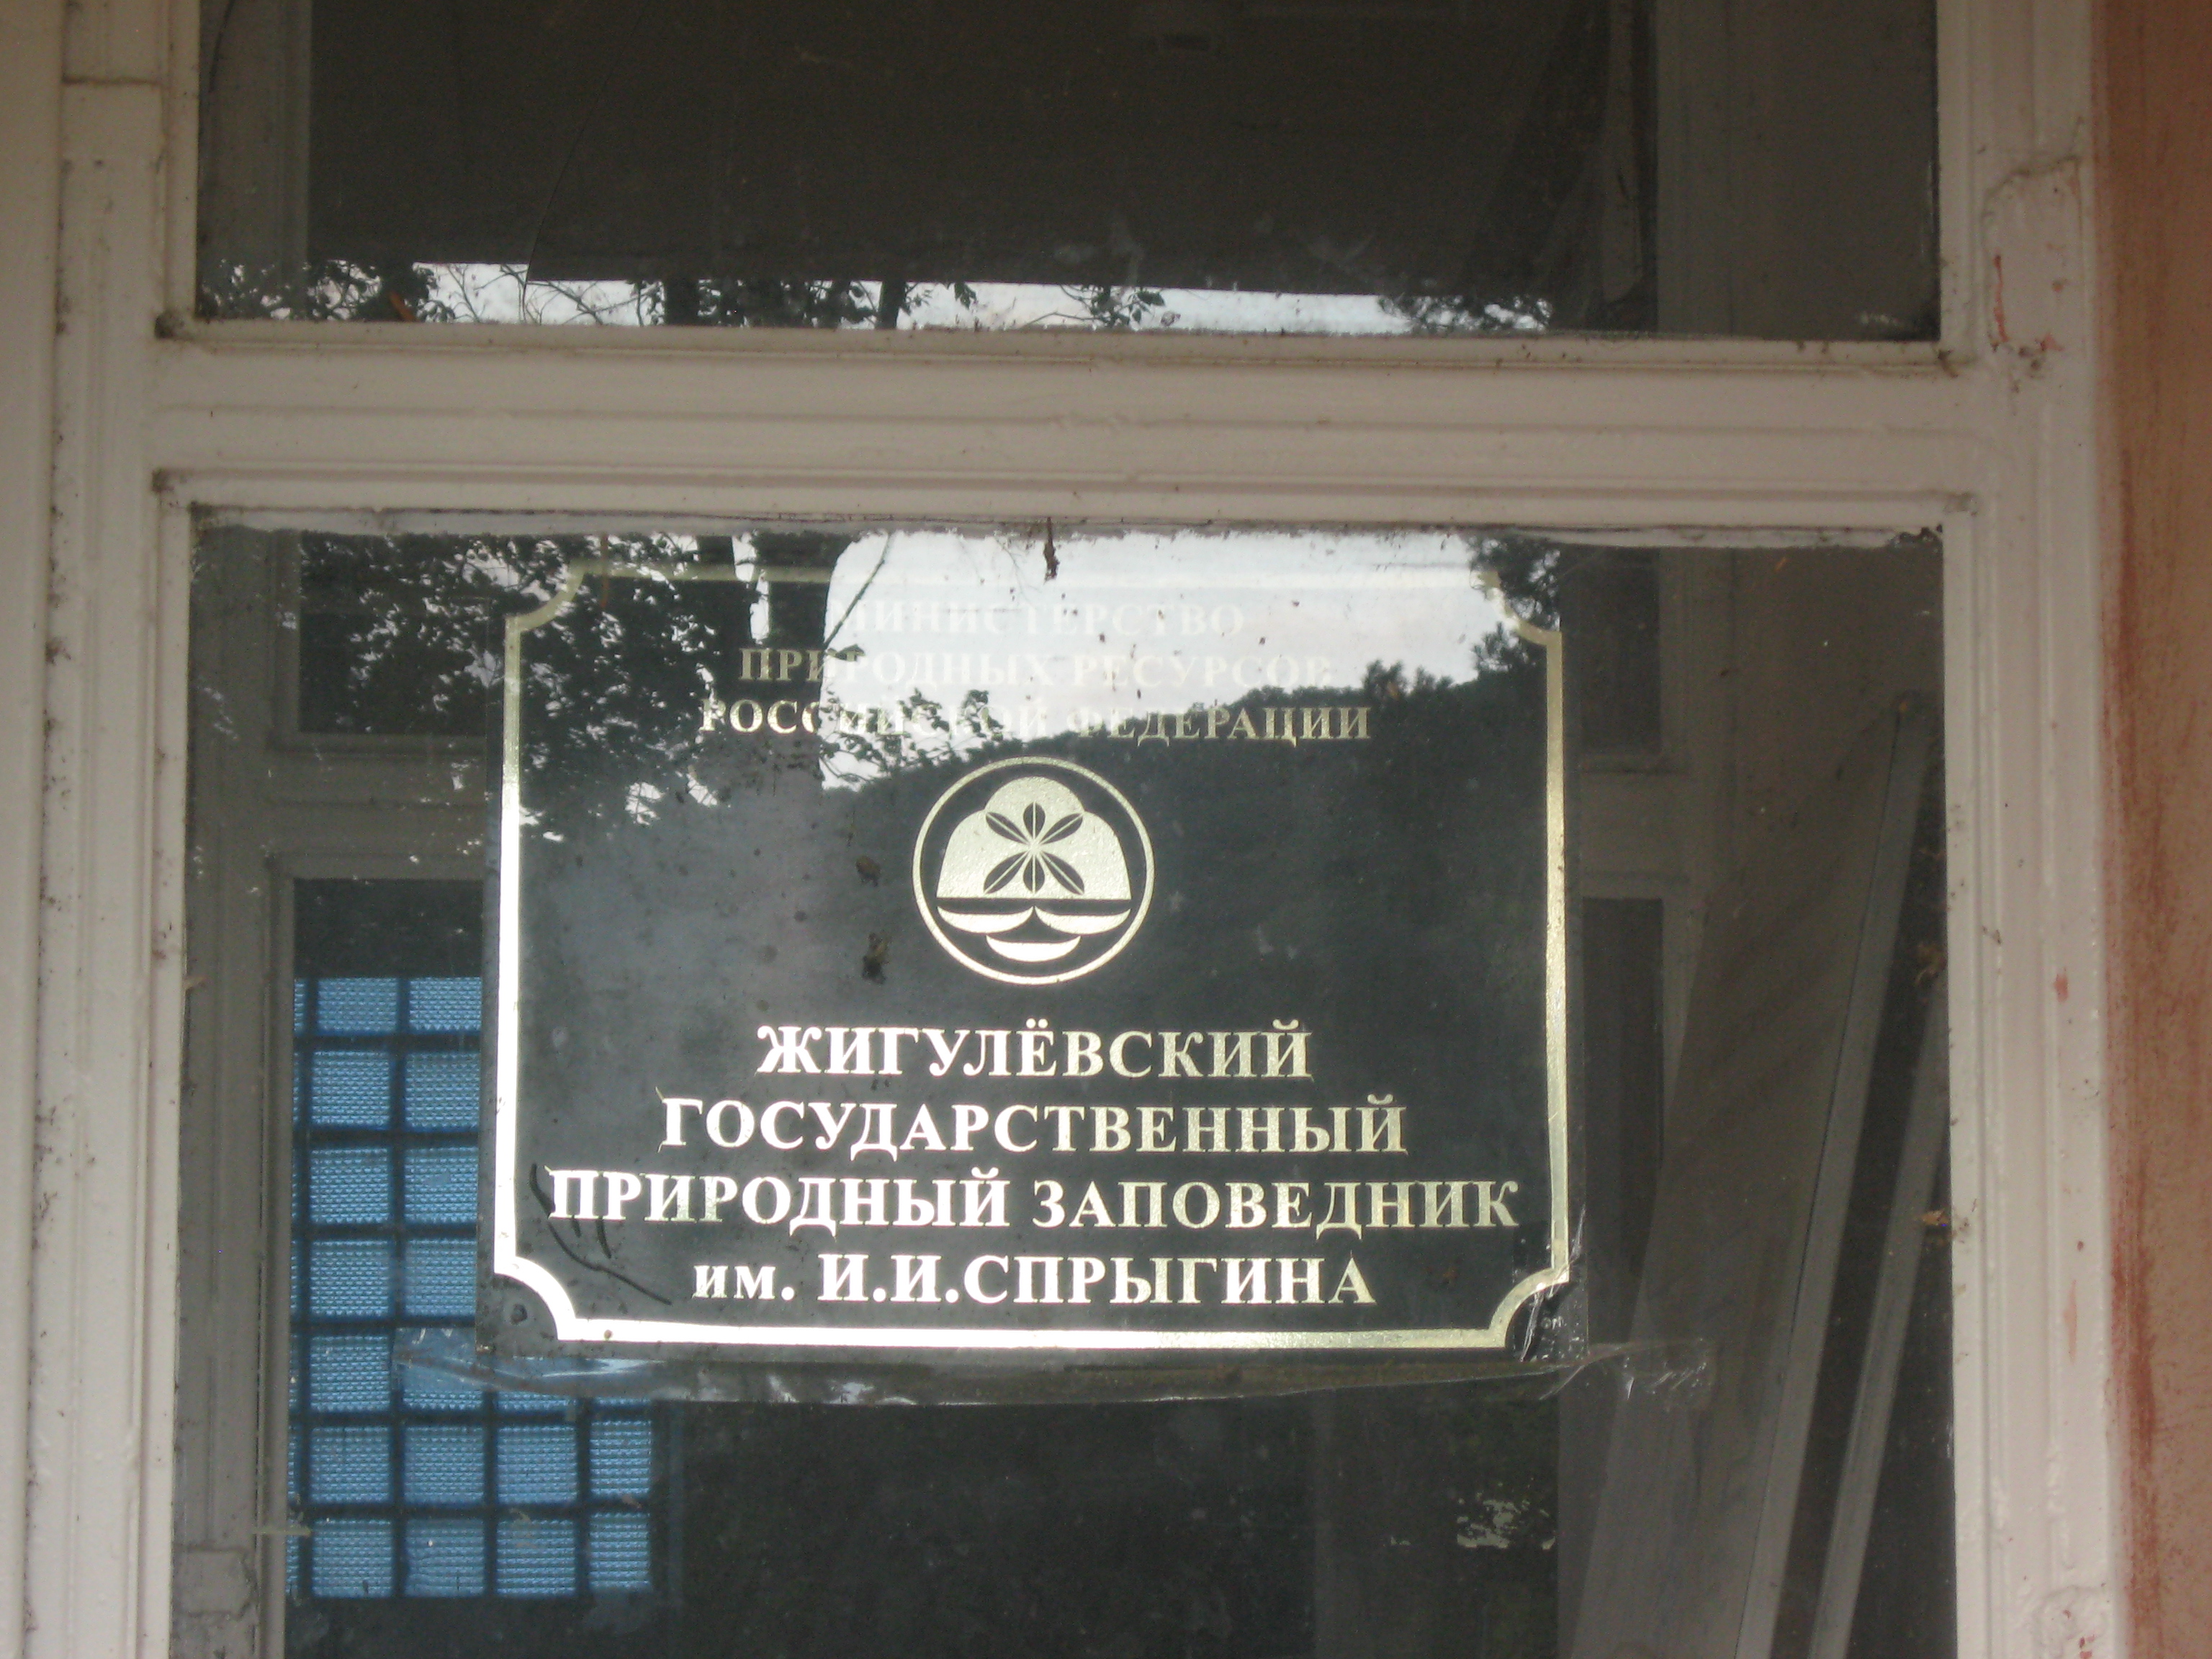 МИНИСТЕРСТВО
ПРИРОДНЫХ РЕСУРСОВ
РОССИЙСКОЙ ФЕДЕРАЦИИ
ЖИГУЛЁВСКИЙ
ГОСУДАРСТВЕННЫЙ
ПРИРОДНЫЙ ЗАПОВЕДНИК
им. И.И.СПРЫГИНА